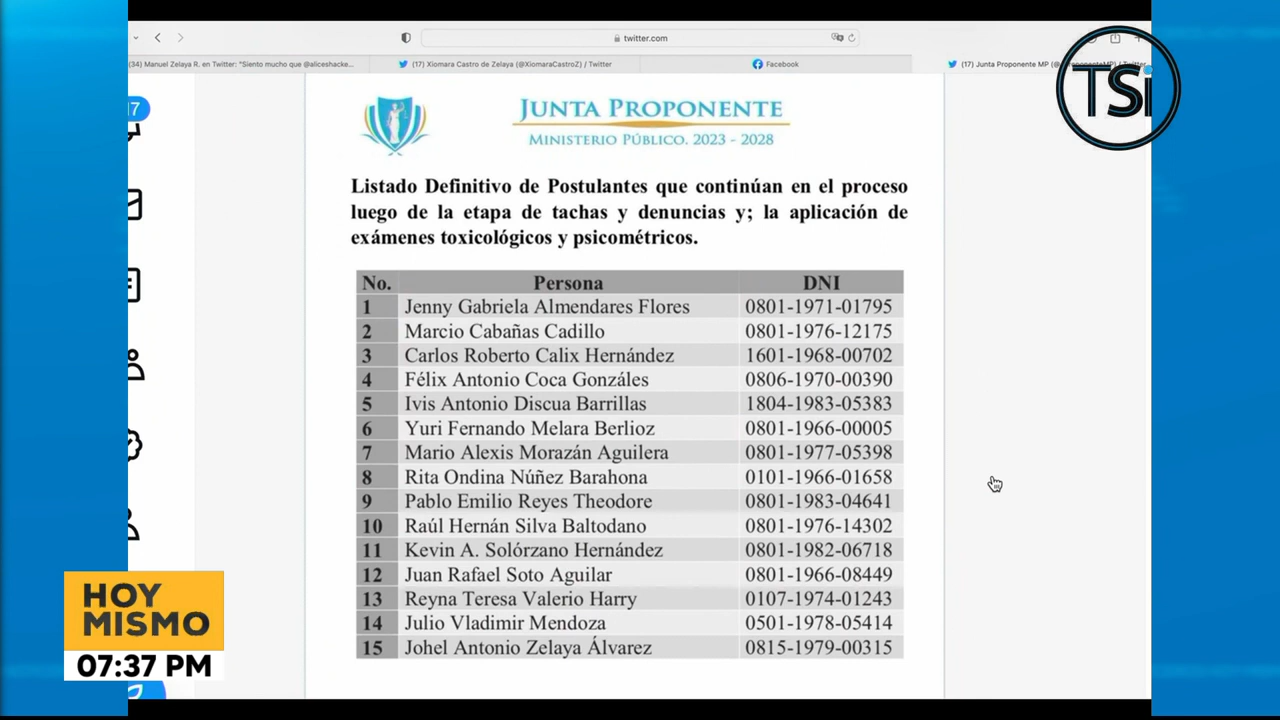 twitter.com
(34) Manuel Zelaya R. en Twitter: "Siento mucho que @aliceshacke...
(17) Xiomara Castro de Zelaya (@XiomaraCastroZ) / Twitter
Facebook
(17) Junta Proponente MP (@
TSi
17
JUNTA PROPONENTE
MINISTERIO PÚBLICO. 2023 - 2028
Listado Definitivo de Postulantes que continúan en el proceso
luego de la etapa de tachas y denuncias y; la aplicación de
exámenes toxicológicos y psicométricos.
No. Persona DNI
1 Jenny Gabriela Almendares Flores 0801-1971-01795
2 Marcio Cabañas Cadillo 0801-1976-12175
3 Carlos Roberto Calix Hernández 1601-1968-00702
4 Félix Antonio Coca Gonzáles 0806-1970-00390
5 Ivis Antonio Discua Barrillas 1804-1983-05383
6 Yuri Fernando Melara Berlioz 0801-1966-00005
7 Mario Alexis Morazán Aguilera 0801-1977-05398
8 Rita Ondina Núñez Barahona 0101-1966-01658
9 Pablo Emilio Reyes Theodore 0801-1983-04641
10 Raúl Hernán Silva Baltodano 0801-1976-14302
11 Kevin A. Solórzano Hernández 0801-1982-06718
12 Juan Rafael Soto Aguilar 0801-1966-08449
13 Reyna Teresa Valerio Harry 0107-1974-01243
14 Julio Vladimir Mendoza 0501-1978-05414
15 Johel Antonio Zelaya Álvarez 0815-1979-00315
HOY
MISMO
07:37 PM